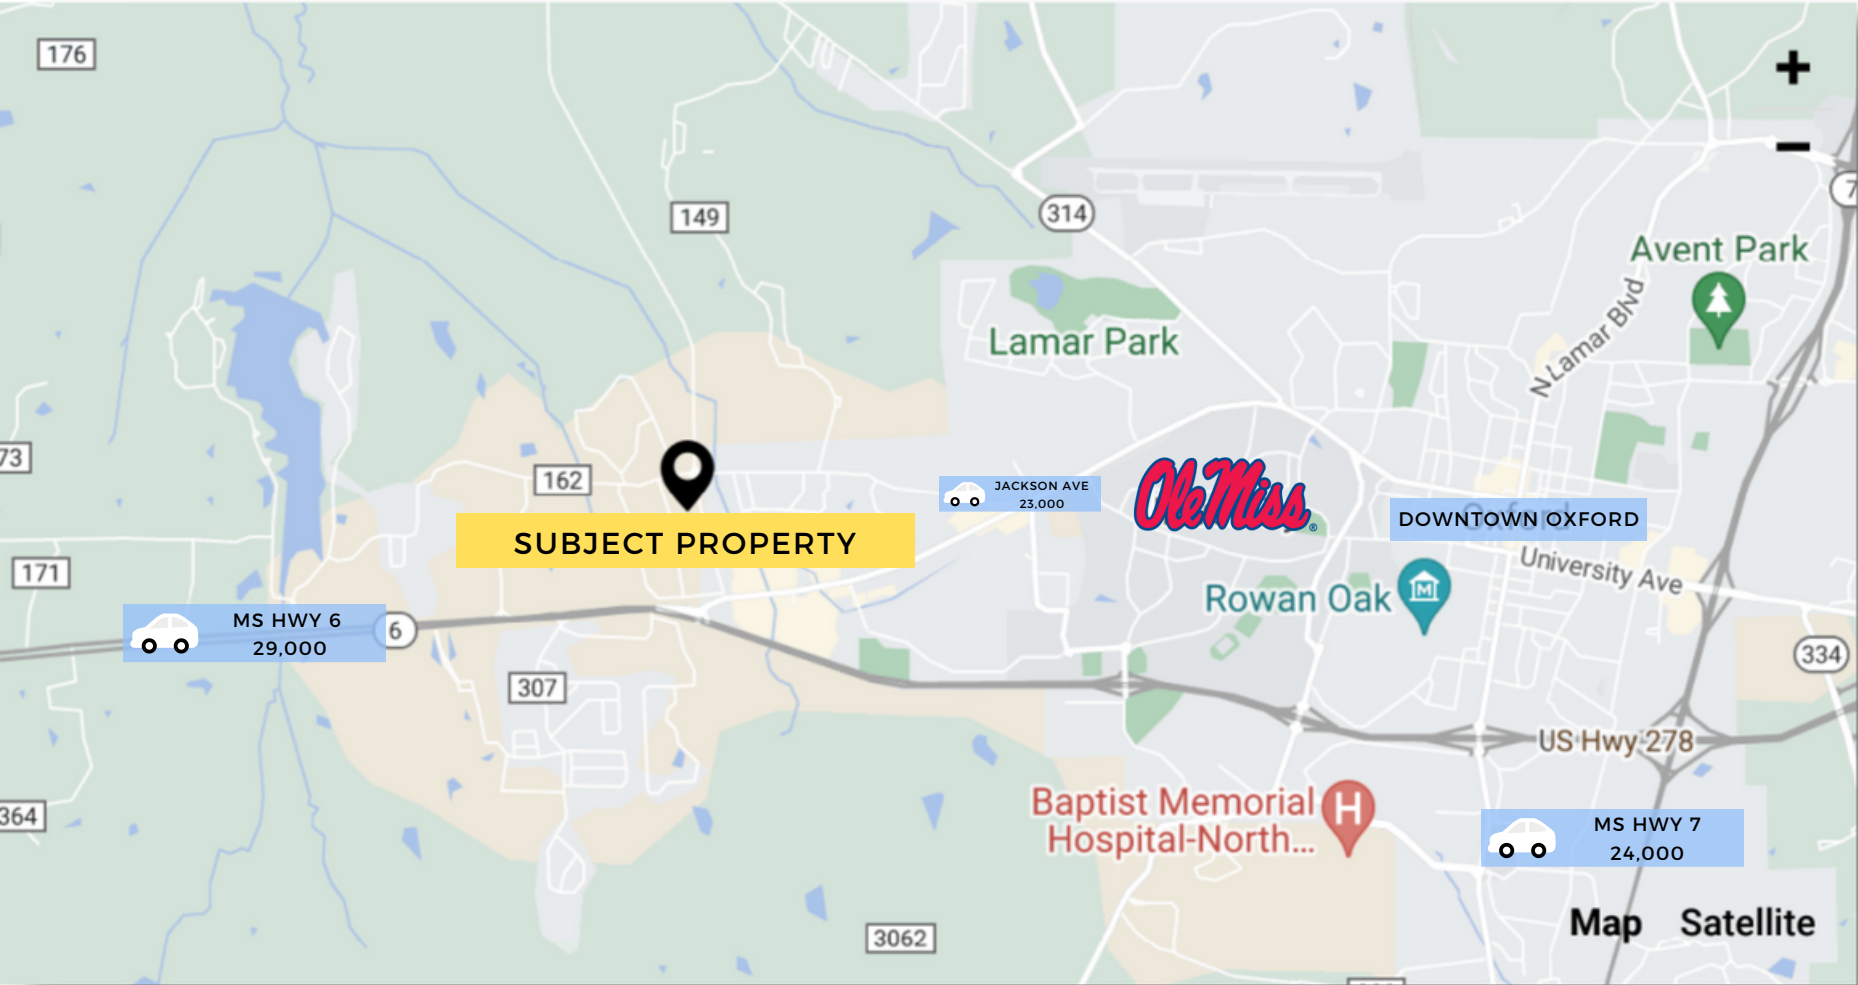 176
+
−
149
314
7
Avent Park
N Lamar Blvd
Lamar Park
73
162
JACKSON AVE
23,000
Ole Miss®
DOWNTOWN OXFORD
SUBJECT PROPERTY
University Ave
171
Rowan Oak
M
MS HWY 6
29,000
6
334
307
US Hwy 278
364
Baptist Memorial
Hospital-North...
H
MS HWY 7
24,000
3062
Map Satellite